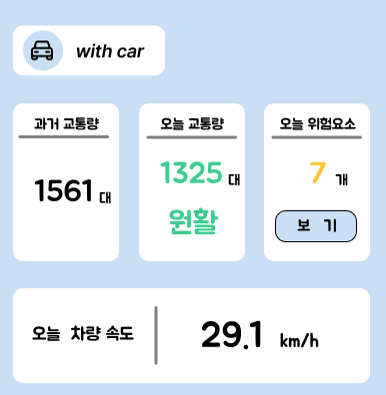 with car
과거 교통량
1561 대
오늘 교통량
1325 대
원활
오늘 위험요소
7 개
보 기
오늘 차량 속도
29.1 km/h